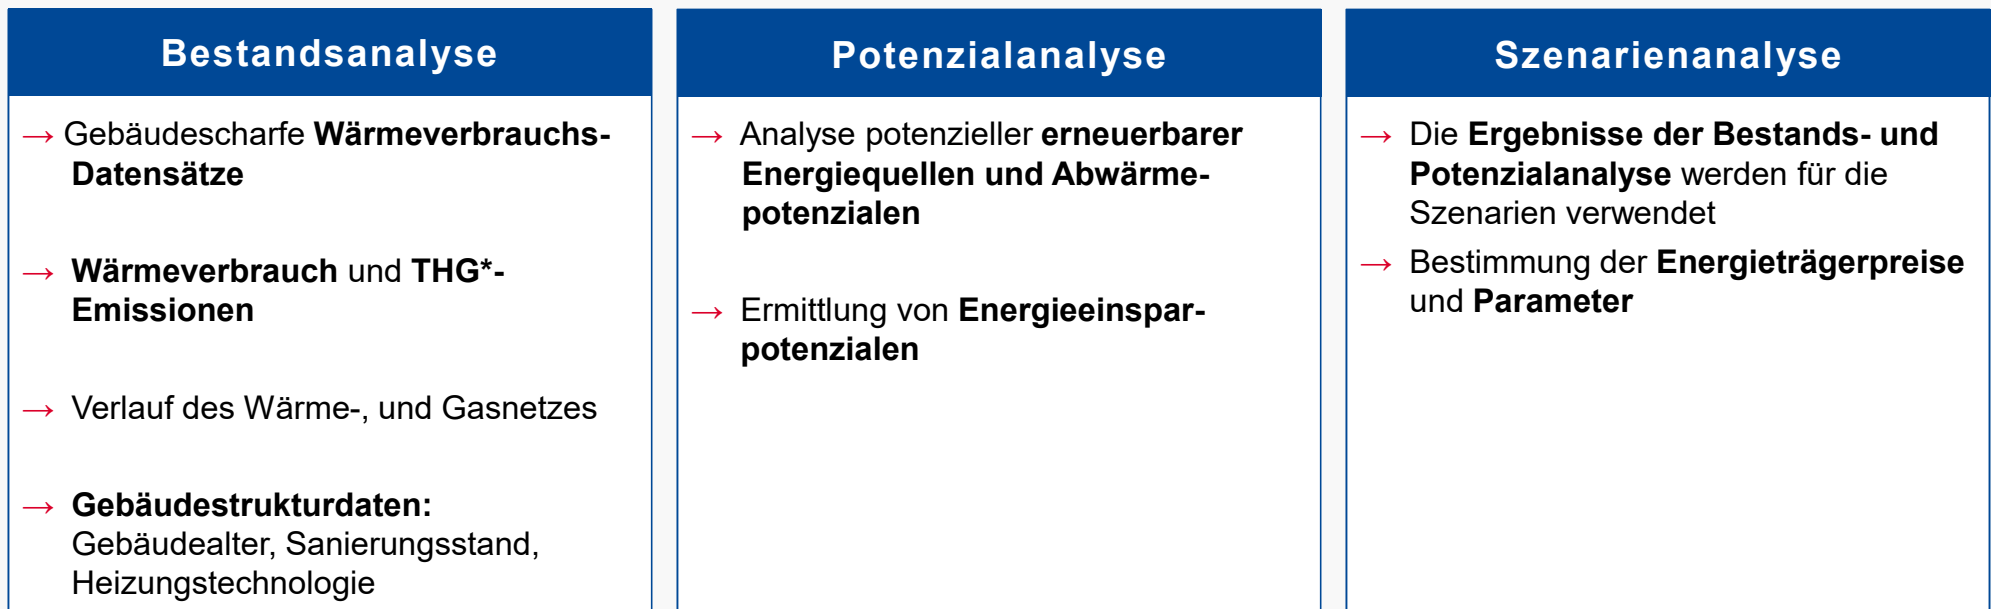 Bestandsanalyse
→ Gebäudescharfe Wärmeverbrauchs-
Datensätze
→ Wärmeverbrauch und THG*-
Emissionen
→ Verlauf des Wärme-, und Gasnetzes
→ Gebäudestrukturdaten:
Gebäudealter, Sanierungsstand,
Heizungstechnologie
Potenzialanalyse
→ Analyse potenzieller erneuerbarer
Energiequellen und Abwärme-
potenzialen
→ Ermittlung von Energieeinspar-
potenzialen
Szenarienanalyse
→ Die Ergebnisse der Bestands- und
Potenzialanalyse werden für die
Szenarien verwendet
→ Bestimmung der Energieträgerpreise
und Parameter